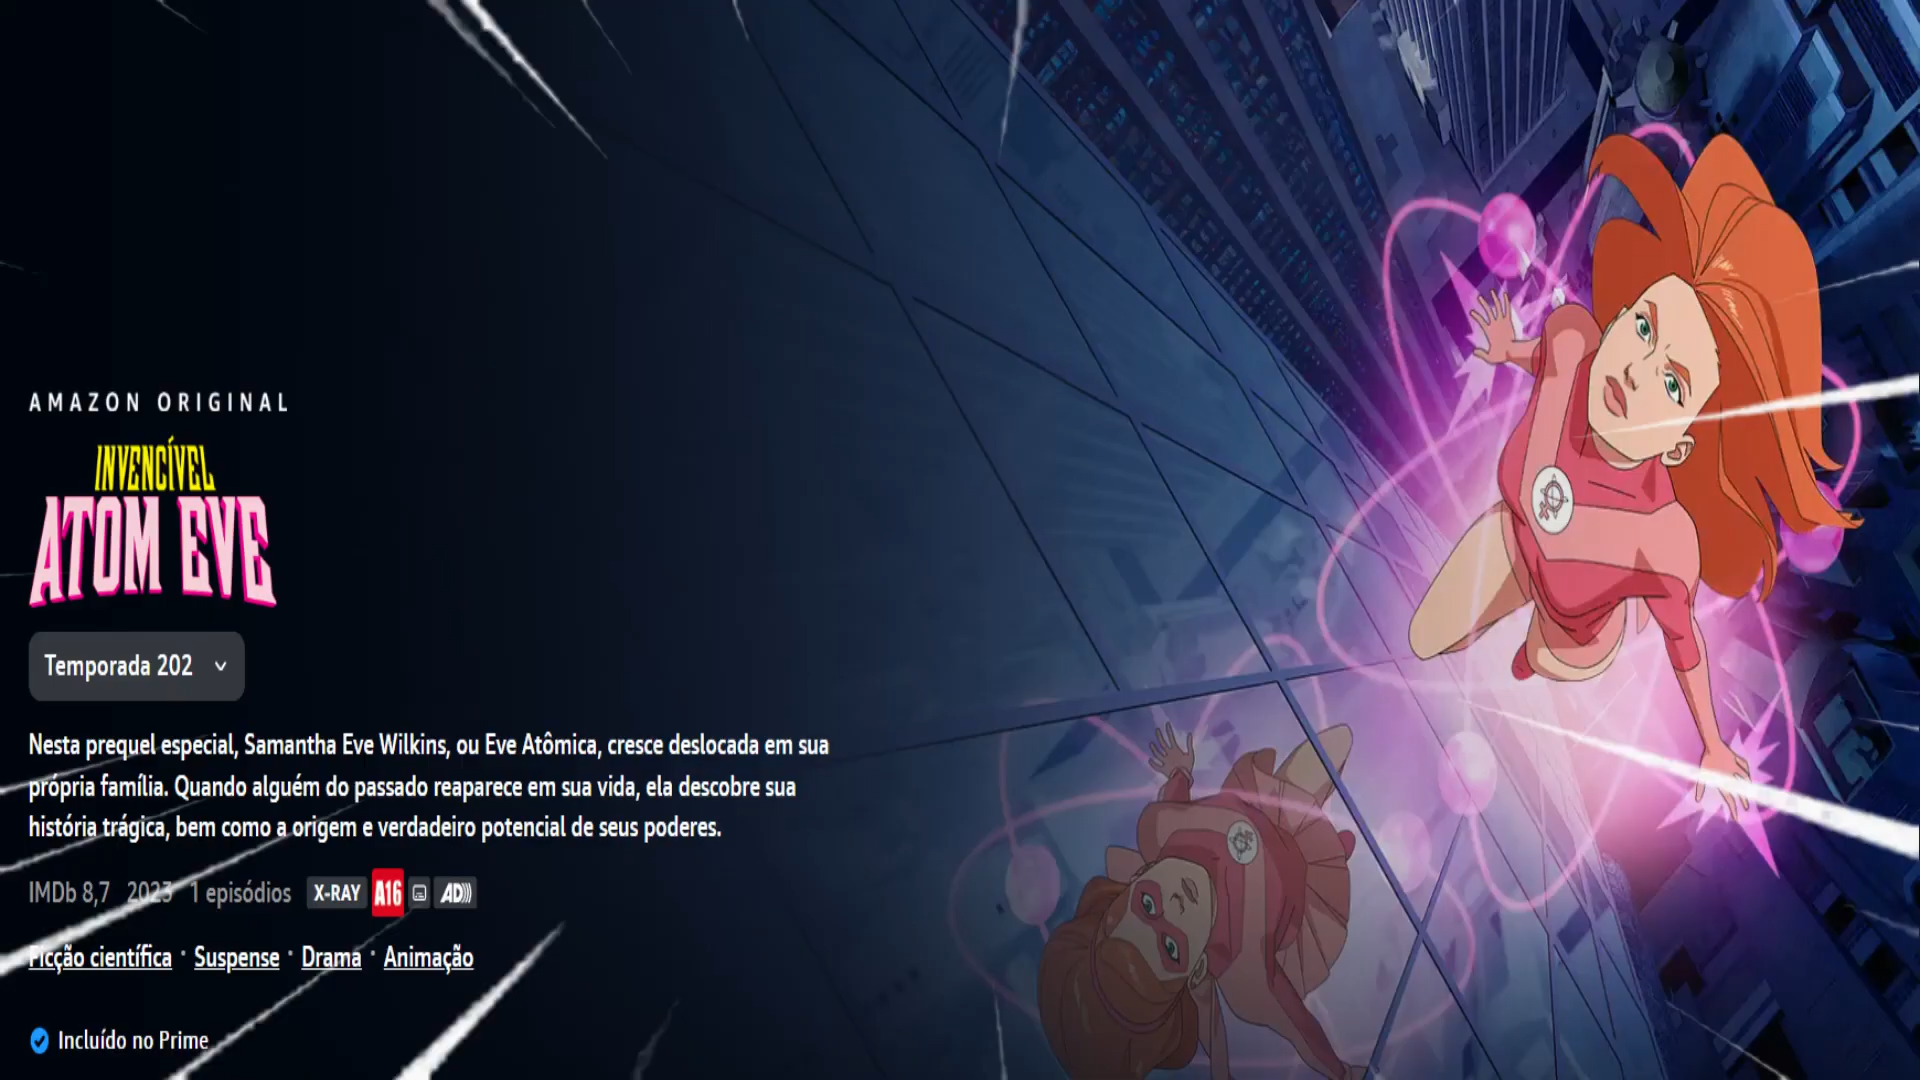 AMAZON ORIGINAL
INVENCÍVEL
ATOM EVE
Temporada 202
Nesta prequel especial, Samantha Eve Wilkins, ou Eve Atômica, cresce deslocada em sua
própria família. Quando alguém do passado reaparece em sua vida, ela descobre sua
história trágica, bem como a origem e verdadeiro potencial de seus poderes.
IMDb 8,7 2023 1 episódios X-RAY A16 AD)))
Ficção científica · Suspense · Drama · Animação
Incluído no Prime